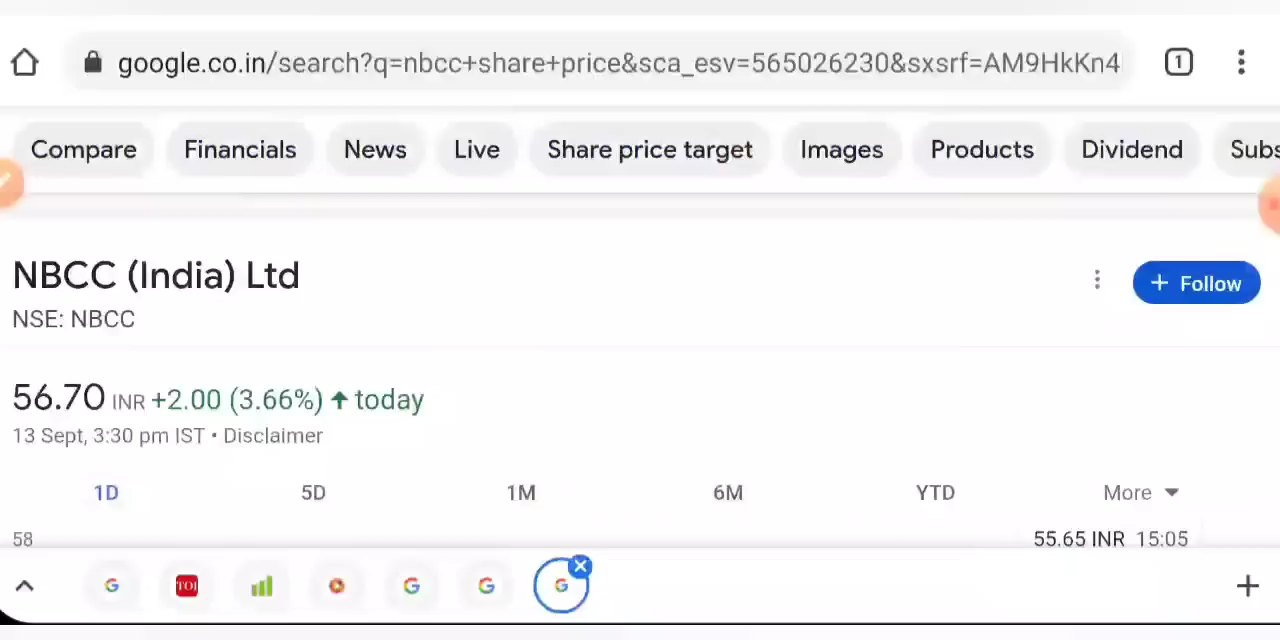 google.co.in/search?q=nbcc+share+price&sca_esv=565026230&sxsrf=AM9HkKn4
1
Compare Financials News Live Share price target Images Products Dividend Subs
NBCC (India) Ltd
+ Follow
NSE: NBCC
56.70 INR +2.00 (3.66%) ↑ today
13 Sept, 3:30 pm IST • Disclaimer
1D 5D 1M 6M YTD More
58
55.65 INR 15:05
G TOI G G G